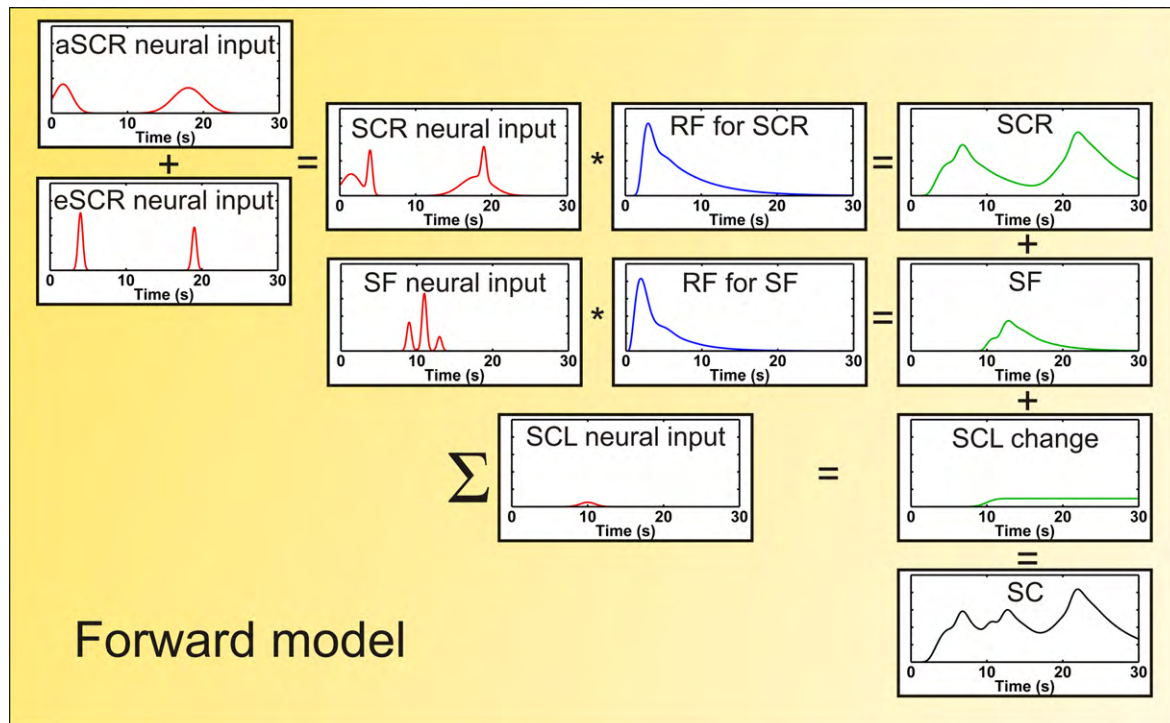 aSCR neural input
0 10 20 30
Time (s)
+
eSCR neural input
0 10 20 30
Time (s)
=
SCR neural input
0 10 20 30
Time (s)
*
RF for SCR
0 10 20 30
Time (s)
=
SCR
0 10 20 30
Time (s)
+
SF neural input
0 10 20 30
Time (s)
*
RF for SF
0 10 20 30
Time (s)
=
SF
0 10 20 30
Time (s)
+
Σ
SCL neural input
0 10 20 30
Time (s)
=
SCL change
0 10 20 30
Time (s)
=
SC
0 10 20 30
Time (s)
Forward model